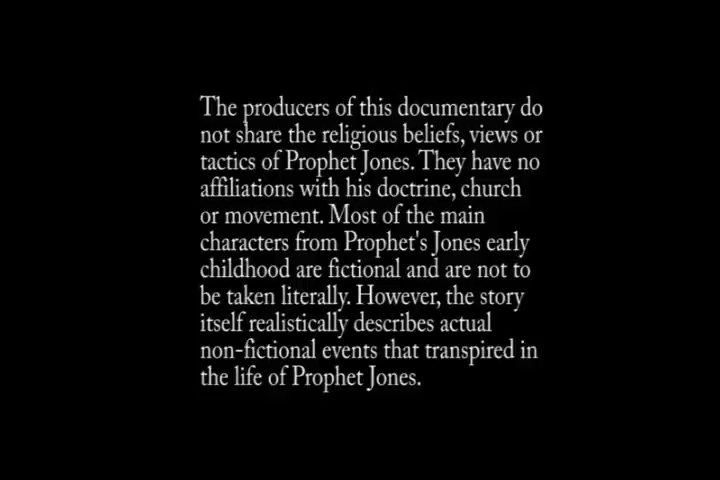 The producers of this documentary do
not share the religious beliefs, views or
tactics of Prophet Jones. They have no
affiliations with his doctrine, church
or movement. Most of the main
characters from Prophet's Jones early
childhood are fictional and are not to
be taken literally. However, the story
itself realistically describes actual
non-fictional events that transpired in
the life of Prophet Jones.